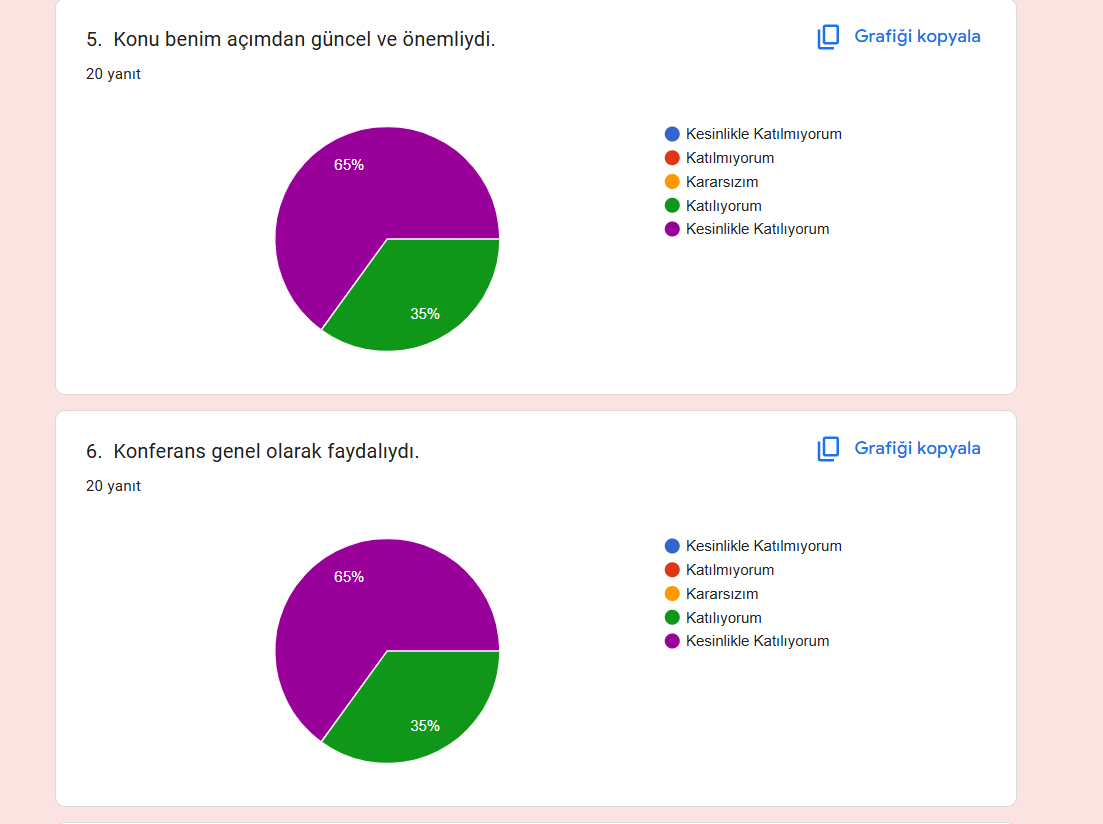 5. Konu benim açımdan güncel ve önemliydi.
Grafiği kopyala
20 yanıt
65%
35%
Kesinlikle Katılmıyorum
Katılmıyorum
Kararsızım
Katılıyorum
Kesinlikle Katılıyorum
6. Konferans genel olarak faydalıydı.
Grafiği kopyala
20 yanıt
65%
35%
Kesinlikle Katılmıyorum
Katılmıyorum
Kararsızım
Katılıyorum
Kesinlikle Katılıyorum